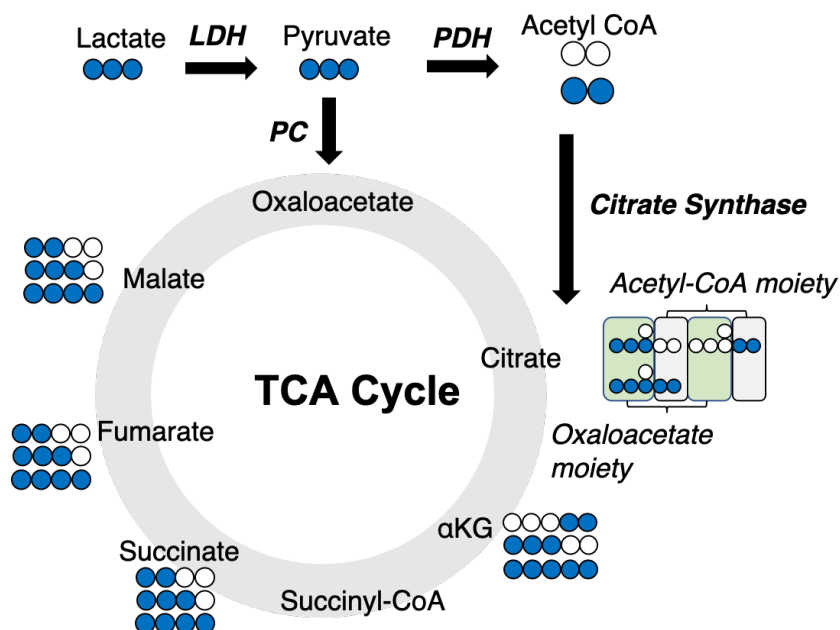 Lactate
LDH
Pyruvate
PDH
Acetyl CoA
PC
Oxaloacetate
Citrate Synthase
Malate
Acetyl-CoA moiety
Citrate
TCA Cycle
Oxaloacetate
moiety
Fumarate
αKG
Succinate
Succinyl-CoA